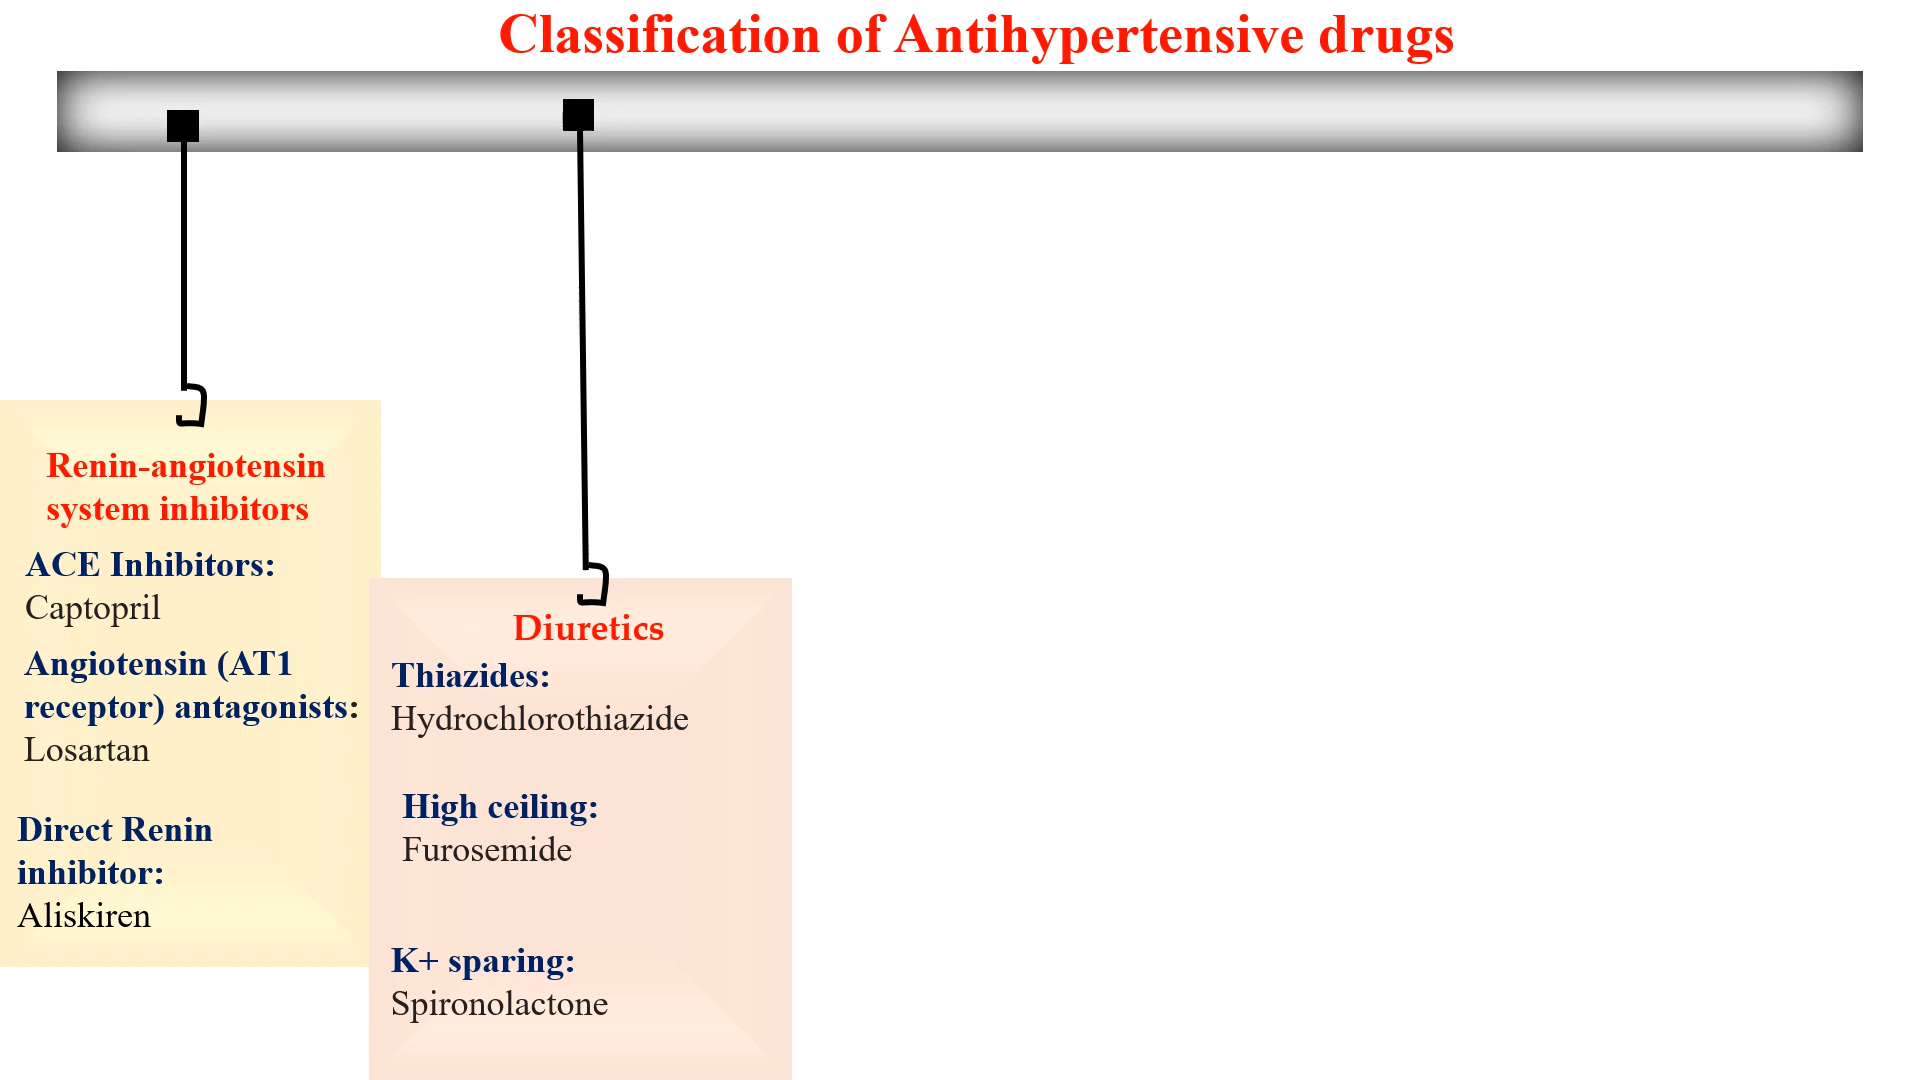 Classification of Antihypertensive drugs
Renin-angiotensin
system inhibitors
ACE Inhibitors:
Captopril
Angiotensin (AT1
receptor) antagonists:
Losartan
Direct Renin
inhibitor:
Aliskiren
Diuretics
Thiazides:
Hydrochlorothiazide
High ceiling:
Furosemide
K+ sparing:
Spironolactone